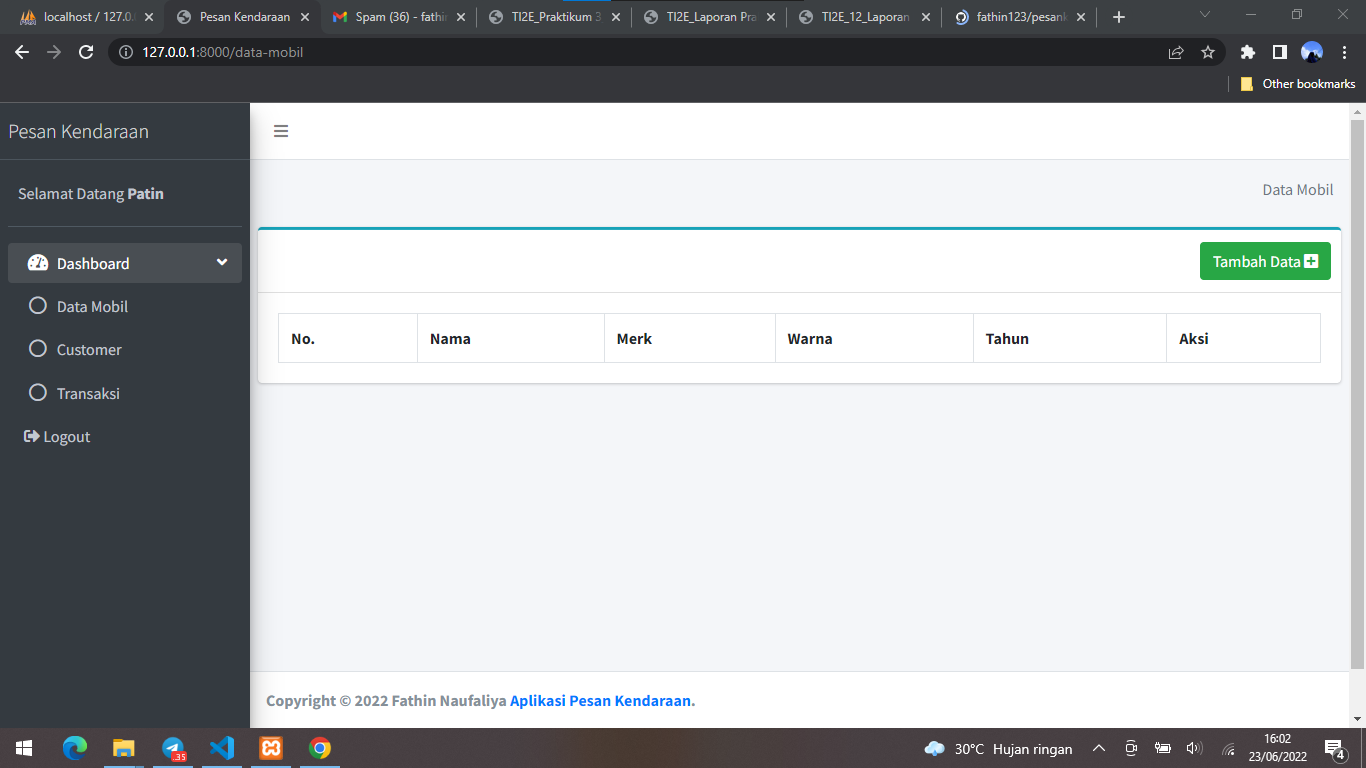 localhost / 127.0.
Pesan Kendaraan
Spam (36) - fathin
TI2E_Praktikum 3
TI2E_Laporan Pra
TI2E_12_Laporan
fathin123/pesank
127.0.0.1:8000/data-mobil
Other bookmarks
Pesan Kendaraan
Selamat Datang Patin
Dashboard
Data Mobil
Customer
Transaksi
Logout
Data Mobil
Tambah Data
No. Nama Merk Warna Tahun Aksi
Copyright © 2022 Fathin Naufaliya Aplikasi Pesan Kendaraan.
.35
30°C Hujan ringan
16:02
23/06/2022
4